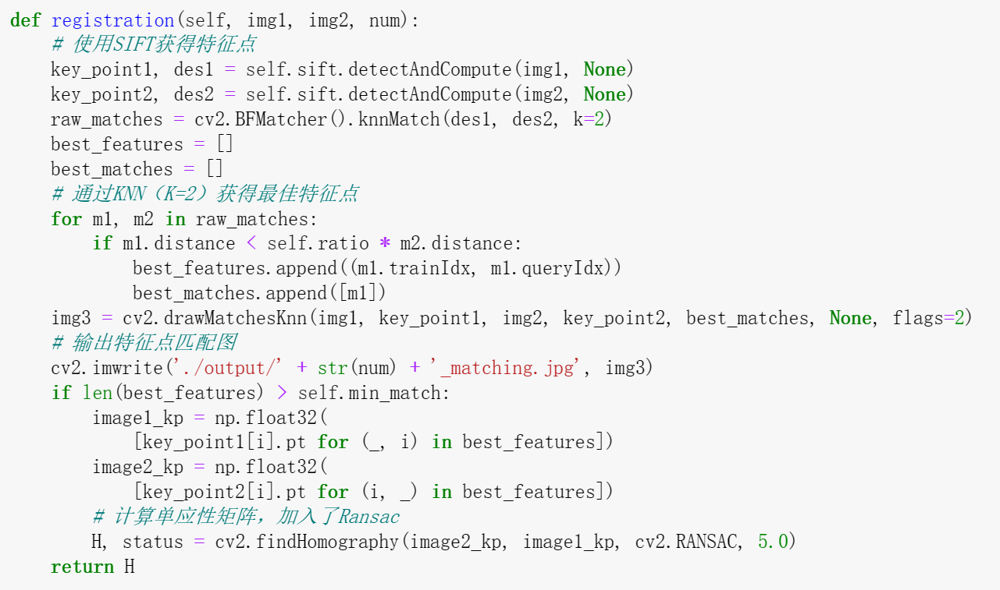 def registration(self, img1, img2, num):
    # 使用SIFT获得特征点
    key_point1, des1 = self.sift.detectAndCompute(img1, None)
    key_point2, des2 = self.sift.detectAndCompute(img2, None)
    raw_matches = cv2.BFMatcher().knnMatch(des1, des2, k=2)
    best_features = []
    best_matches = []
    # 通过KNN（K=2）获得最佳特征点
    for m1, m2 in raw_matches:
        if m1.distance < self.ratio * m2.distance:
            best_features.append((m1.trainIdx, m1.queryIdx))
            best_matches.append([m1])
    img3 = cv2.drawMatchesKnn(img1, key_point1, img2, key_point2, best_matches, None, flags=2)
    # 输出特征点匹配图
    cv2.imwrite('./output/' + str(num) + '_matching.jpg', img3)
    if len(best_features) > self.min_match:
        image1_kp = np.float32(
            [key_point1[i].pt for (_, i) in best_features])
        image2_kp = np.float32(
            [key_point2[i].pt for (i, _) in best_features])
        # 计算单应性矩阵，加入了Ransac
        H, status = cv2.findHomography(image2_kp, image1_kp, cv2.RANSAC, 5.0)
    return H